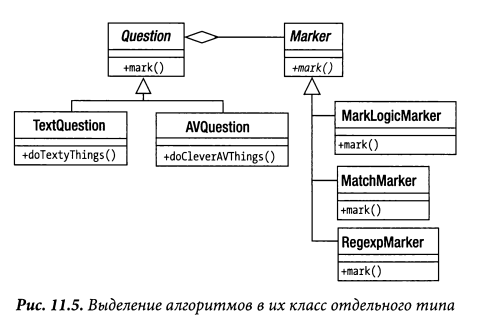 Question
+mark()
Marker
+mark()
TextQuestion
+doTextyThings()
AVQuestion
+doCleverAVThings()
MarkLogicMarker
+mark()
MatchMarker
+mark()
RegexpMarker
+mark()
Рис. 11.5. Выделение алгоритмов в их класс отдельного типа